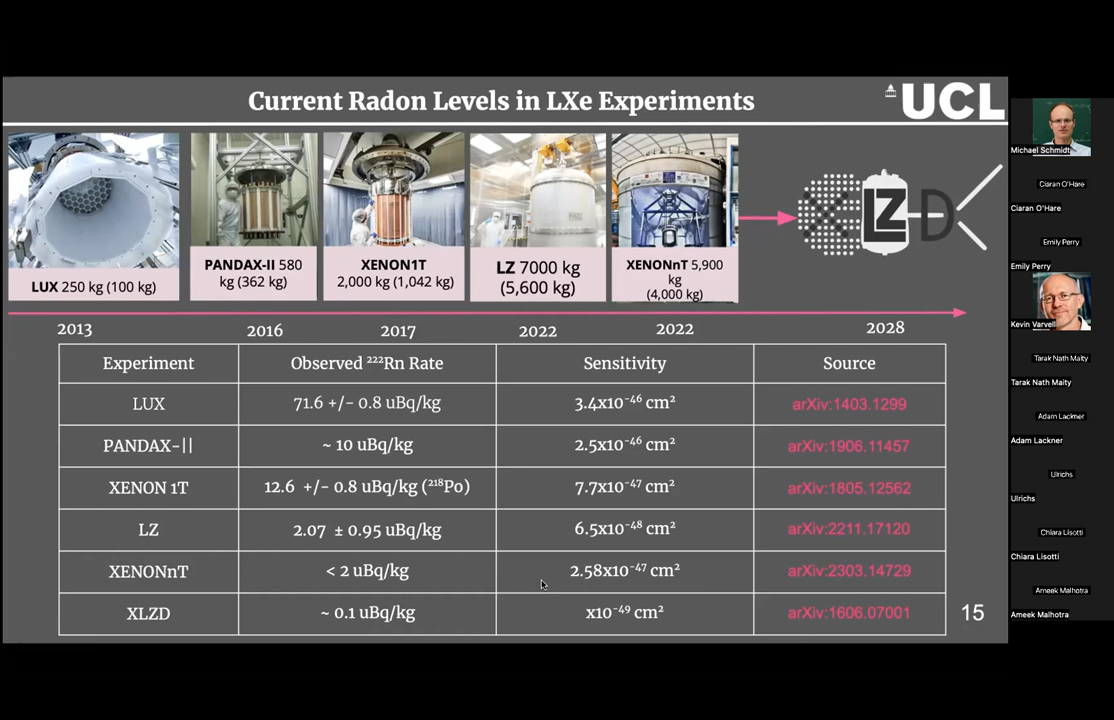 Current Radon Levels in LXe Experiments
UCL
LUX 250 kg (100 kg)
PANDAX-II 580
kg (362 kg)
XENON1T
2,000 kg (1,042 kg)
LZ 7000 kg
(5,600 kg)
XENONnT 5,900
kg
(4,000 kg)
XLZD
2013
2016
2017
2022
2022
2028
Experiment
Observed ²²²Rn Rate
Sensitivity
Source
LUX
71.6 +/- 0.8 uBq/kg
3.4x10⁻⁴⁶ cm²
arXiv:1403.1299
PANDAX-||
~ 10 uBq/kg
2.5x10⁻⁴⁶ cm²
arXiv:1906.11457
XENON 1T
12.6 +/- 0.8 uBq/kg (²¹⁸Po)
7.7x10⁻⁴⁷ cm²
arXiv:1805.12562
LZ
2.07 ± 0.95 uBq/kg
6.5x10⁻⁴⁸ cm²
arXiv:2211.17120
XENONnT
< 2 uBq/kg
2.58x10⁻⁴⁷ cm²
arXiv:2303.14729
XLZD
~ 0.1 uBq/kg
x10⁻⁴⁹ cm²
arXiv:1606.07001
15
Michael Schmidt
Ciaran O'Hare
Ciaran O'Hare
Emily Perry
Emily Perry
Kevin Varvell
Tarak Nath Maity
Tarak Nath Maity
Adam Lackner
Adam Lackner
Ulrichs
Ulrichs
Chiara Lisotti
Chiara Lisotti
Ameek Malhotra
Ameek Malhotra